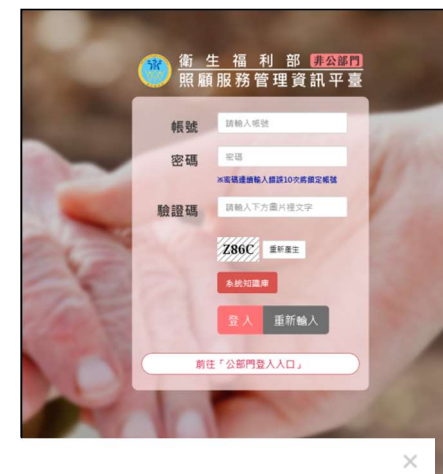 衛生福利部 非公部門
照顧服務管理資訊平臺
帳號 請輸入帳號
密碼 密碼
※密碼連續輸入錯誤10次將鎖定帳號
驗證碼 請輸入下方圖片裡文字
Z86C 重新產生
系統知識庫
登入 重新輸入
前往「公部門登入入口」
×